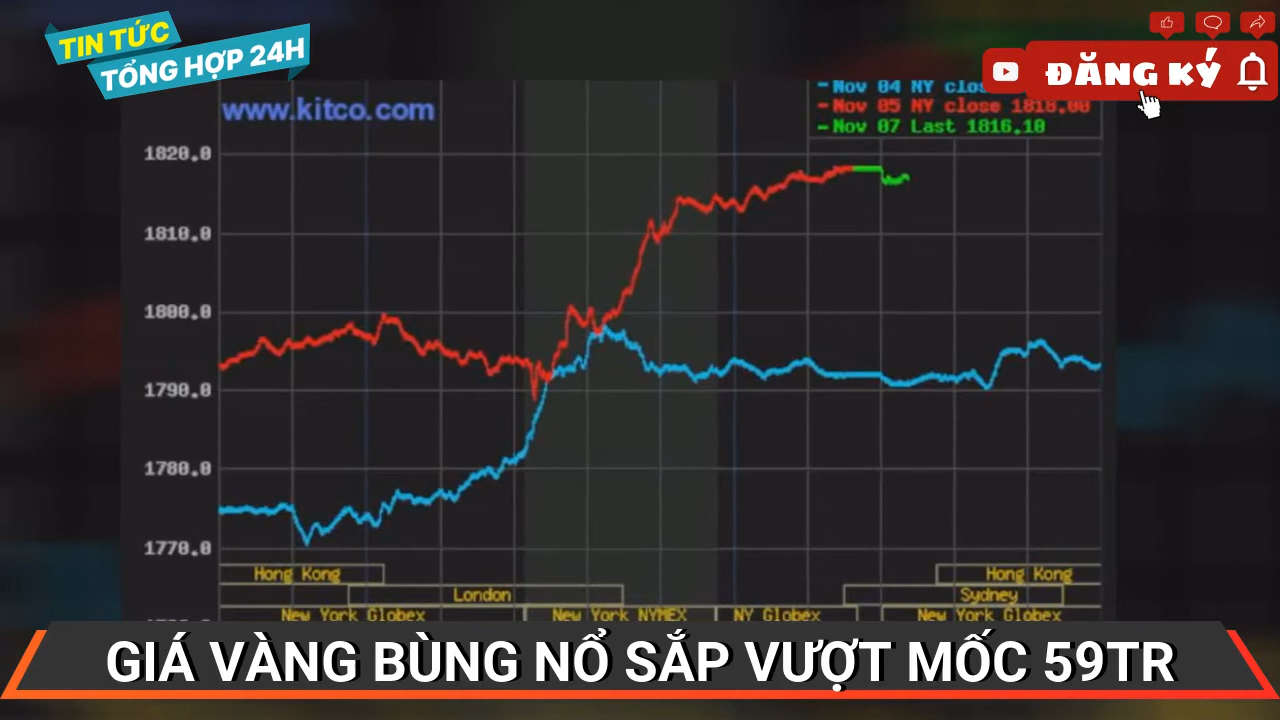 TIN TỨC
TỔNG HỢP 24H
ĐĂNG KÝ
www.kitco.com
Nov 04 NY
Nov 05 NY close 1818.00
Nov 07 Last 1816.10
1820.0
1810.0
1800.0
1790.0
1780.0
1770.0
Hong Kong
Hong Kong
London
Sydney
New York Globex
New York NYMEX
NY Globex
New York Globex
GIÁ VÀNG BÙNG NỔ SẮP VƯỢT MỐC 59TR